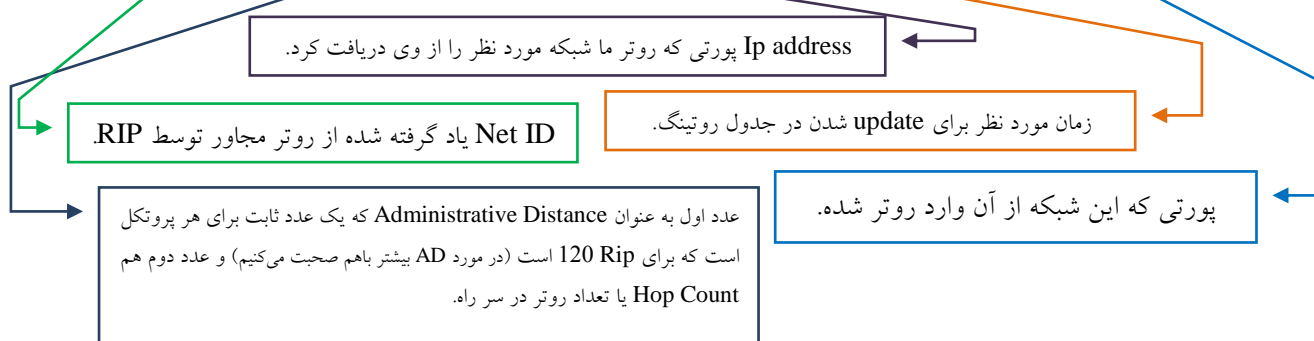 Ip address پورتی که روتر ما شبکه مورد نظر را از وی دریافت کرد.
زمان مورد نظر برای update شدن در جدول روتینگ.
Net ID یاد گرفته شده از روتر مجاور توسط RIP.
پورتی که این شبکه از آن وارد روتر شده.
عدد اول به عنوان Administrative Distance که یک عدد ثابت برای هر پروتکل
است که برای Rip 120 است (در مورد AD بیشتر باهم صحبت می‌کنیم) و عدد دوم هم
Hop Count یا تعداد روتر در سر راه.